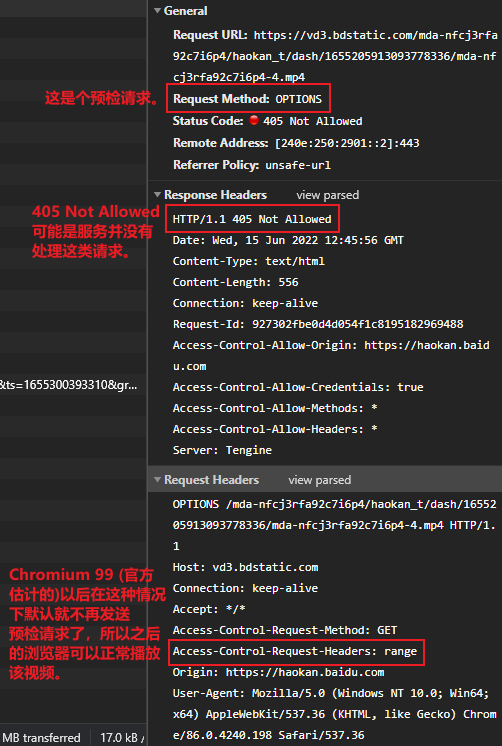 General
Request URL: https://vd3.bdstatic.com/mda-nfcj3rfa
92c7i6p4/haokan_t/dash/1655205913093778336/mda-nf
cj3rfa92c7i6p4-4.mp4
这是个预检请求。
Request Method: OPTIONS
Status Code: 405 Not Allowed
Remote Address: [240e:250:2901::2]:443
Referrer Policy: unsafe-url
Response Headers view parsed
405 Not Allowed
可能是服务并没有
处理这类请求。
HTTP/1.1 405 Not Allowed
Date: Wed, 15 Jun 2022 12:45:56 GMT
Content-Type: text/html
Content-Length: 556
Connection: keep-alive
Request-Id: 927302fbe0d4d054f1c8195182969488
Access-Control-Allow-Origin: https://haokan.baid
u.com
&ts=1655300393310&gr...
Access-Control-Allow-Credentials: true
Access-Control-Allow-Methods: *
Access-Control-Allow-Headers: *
Server: Tengine
Request Headers view parsed
OPTIONS /mda-nfcj3rfa92c7i6p4/haokan_t/dash/16552
05913093778336/mda-nfcj3rfa92c7i6p4-4.mp4 HTTP/1.
1
Host: vd3.bdstatic.com
Chromium 99 (官方
估计的)以后在这种情况
下默认就不再发送
预检请求了，所以之后
的浏览器可以正常播放
该视频。
Connection: keep-alive
Accept: */*
Access-Control-Request-Method: GET
Access-Control-Request-Headers: range
Origin: https://haokan.baidu.com
User-Agent: Mozilla/5.0 (Windows NT 10.0; Win64;
x64) AppleWebKit/537.36 (KHTML, like Gecko) Chrom
e/86.0.4240.198 Safari/537.36
MB transferred 17.0 kB /